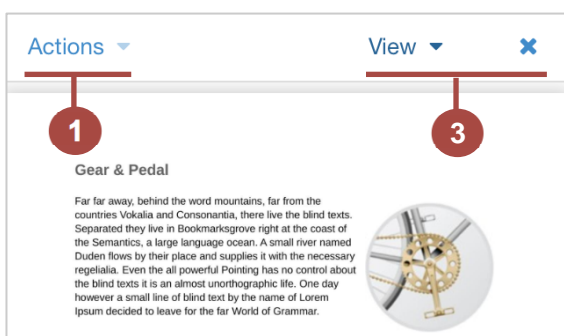 Actions
View
1
3
Gear & Pedal
Far far away, behind the word mountains, far from the
countries Vokalia and Consonantia, there live the blind texts.
Separated they live in Bookmarksgrove right at the coast of
the Semantics, a large language ocean. A small river named
Duden flows by their place and supplies it with the necessary
regelialia. Even the all powerful Pointing has no control about
the blind texts it is an almost unorthographic life. One day
however a small line of blind text by the name of Lorem
Ipsum decided to leave for the far World of Grammar.